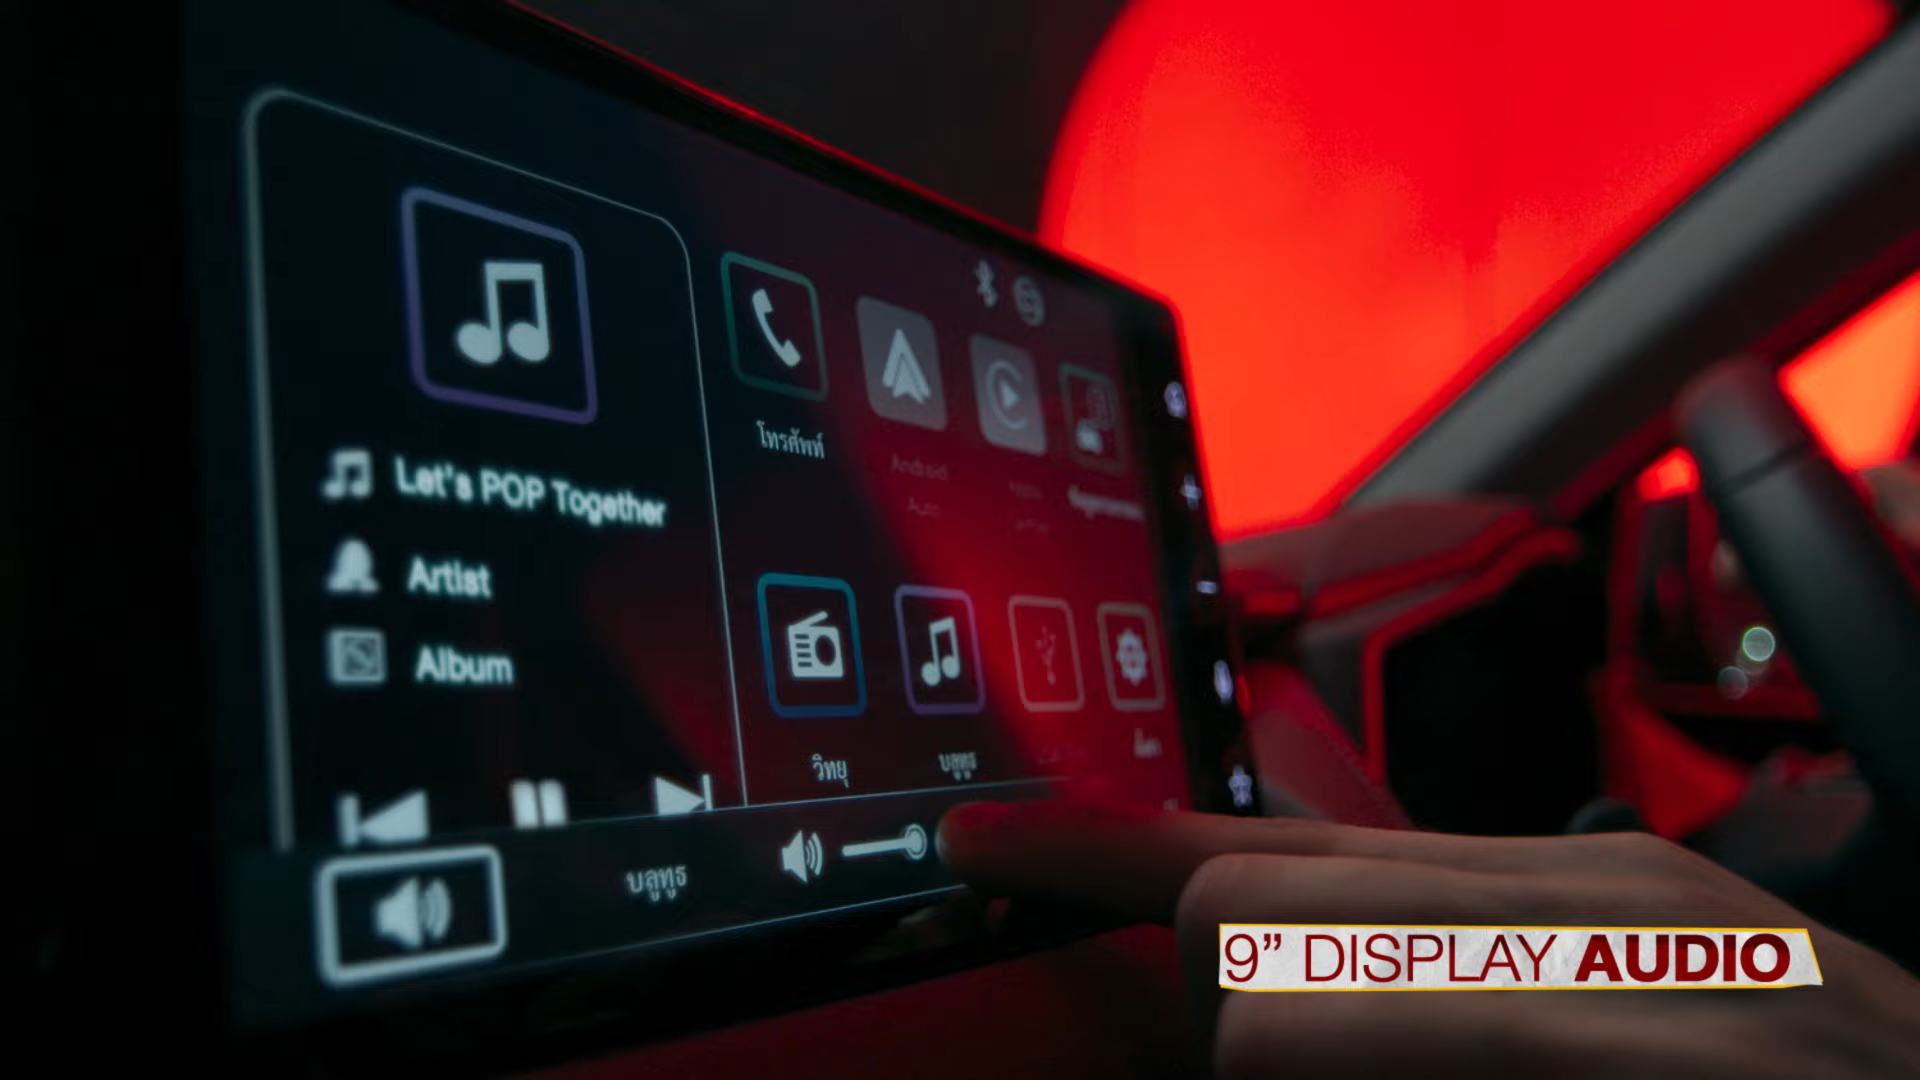 Let's POP Together
Artist
Album
โทรศัพท์
Android
Auto
วิทยุ
บลูทูธ
บลูทูธ
9” DISPLAY AUDIO